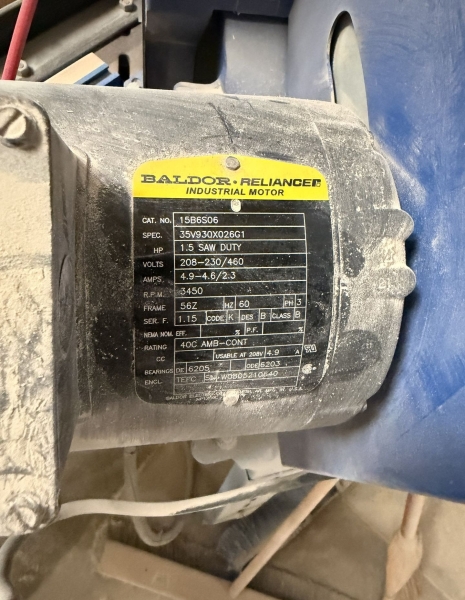 BALDOR • RELIANCE
INDUSTRIAL MOTOR
CAT. NO. 15B6S06
SPEC. 35V930X026G1
HP 1.5 SAW DUTY
VOLTS 208-230/460
AMPS 4.9-4.6/2.3
R.P.M. 3450
FRAME 56Z HZ 60 PH 3
SER. F. 1.15 CODE K DES B CLASS B
NEMA NOM. EFF. % P.F. %
RATING 40C AMB-CONT
CC USABLE AT 208V 4.9 A
BEARINGS DE 6205 ODE 6203
ENCL. TEFC SN
BALDOR ELECTRIC